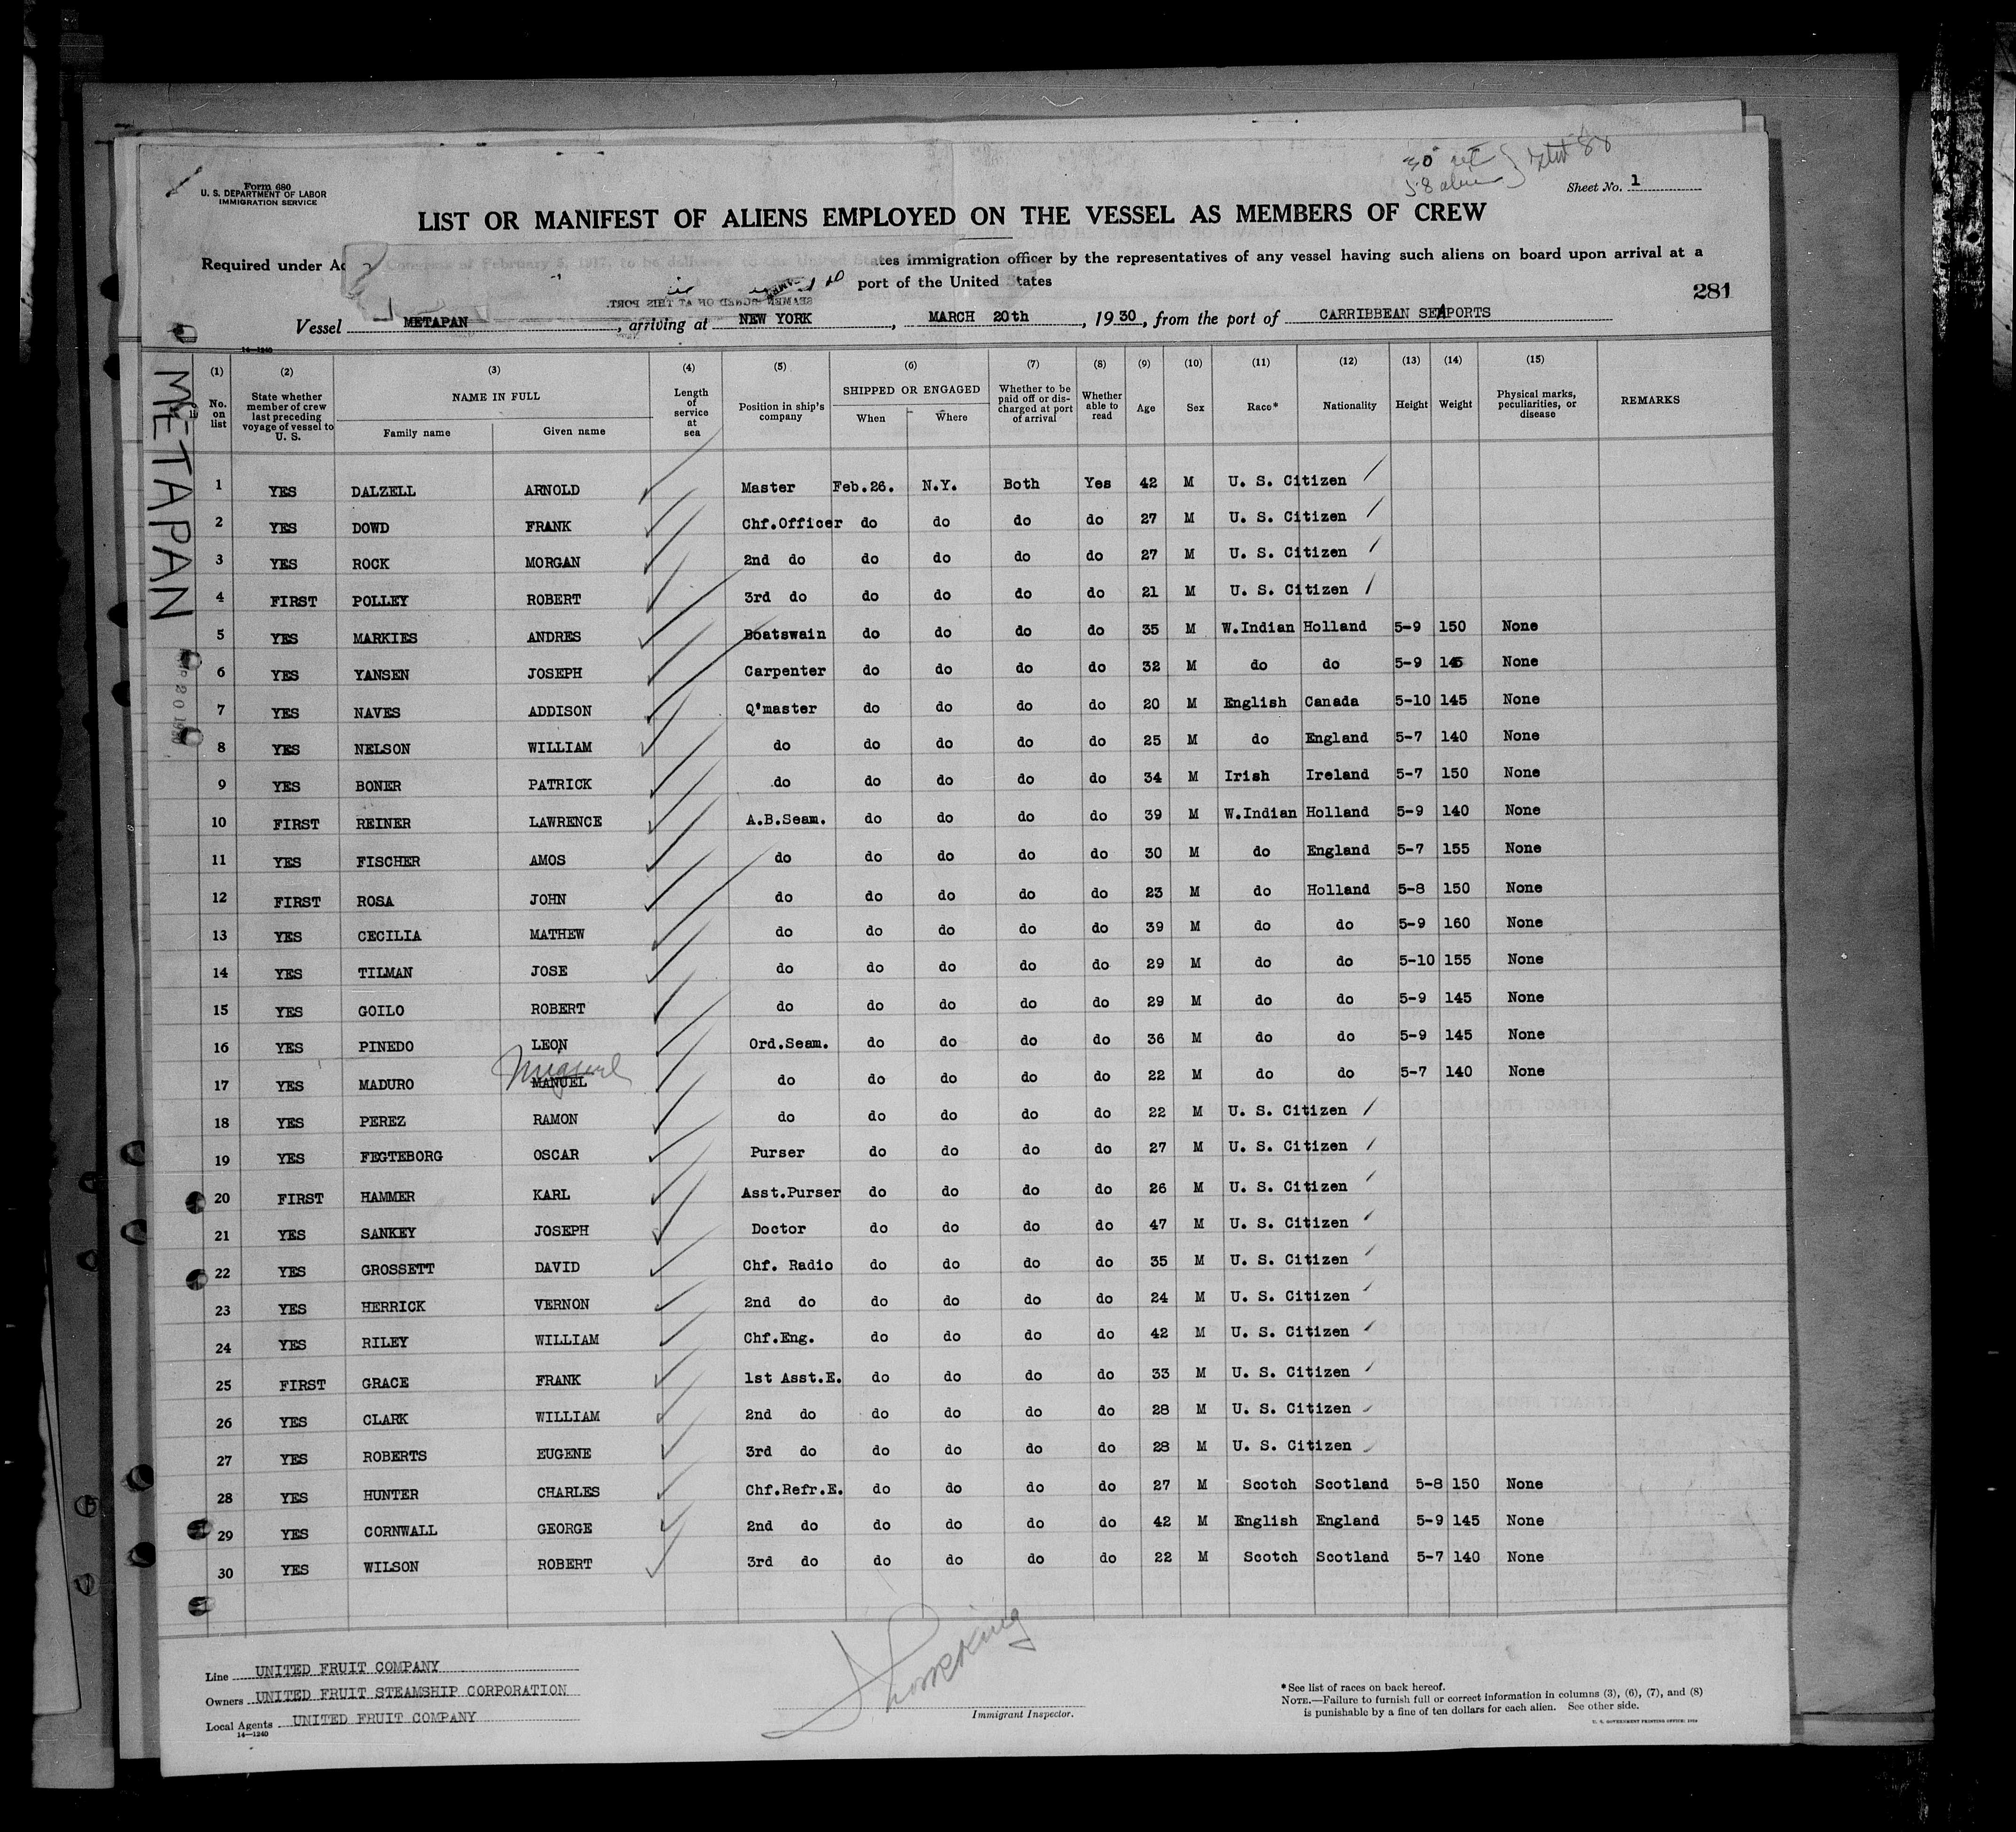 Form 680
U. S. DEPARTMENT OF LABOR
IMMIGRATION SERVICE
Sheet No. 1
LIST OR MANIFEST OF ALIENS EMPLOYED ON THE VESSEL AS MEMBERS OF CREW
Required under Ac Congress of February 5, 1917, to be delivered to the United States immigration officer by the representatives of any vessel having such aliens on board upon arrival at a
port of the United States
281
Vessel METAPAN, arriving at NEW YORK, MARCH 20th, 1930, from the port of CARRIBBEAN SEAPORTS
14—1240
METAPAN
(1) (2) (3) (4) (5) (6) (7) (8) (9) (10) (11) (12) (13) (14) (15)
No. on list | State whether member of crew last preceding voyage of vessel to U. S. | NAME IN FULL | Length of service at sea | Position in ship's company | SHIPPED OR ENGAGED | Whether to be paid off or discharged at port of arrival | Whether able to read | Age | Sex | Race* | Nationality | Height | Weight | Physical marks, peculiarities, or disease | REMARKS
Family name | Given name | When | Where
1 YES DALZELL ARNOLD Master Feb.26. N.Y. Both Yes 42 M U. S. Citizen
2 YES DOWD FRANK Chf.Officer do do do do 27 M U. S. Citizen
3 YES ROCK MORGAN 2nd do do do do do 27 M U. S. Citizen
4 FIRST POLLEY ROBERT 3rd do do do do do 21 M U. S. Citizen
5 YES MARKIES ANDRES Boatswain do do do do 35 M W.Indian Holland 5-9 150 None
6 YES YANSEN JOSEPH Carpenter do do do do 32 M do do 5-9 145 None
7 YES NAVES ADDISON Q'master do do do do 20 M English Canada 5-10 145 None
8 YES NELSON WILLIAM do do do do do 25 M do England 5-7 140 None
9 YES BONER PATRICK do do do do do 34 M Irish Ireland 5-7 150 None
10 FIRST REINER LAWRENCE A.B.Seam. do do do do 39 M W.Indian Holland 5-9 140 None
11 YES FISCHER AMOS do do do do do 30 M do England 5-7 155 None
12 FIRST ROSA JOHN do do do do do 23 M do Holland 5-8 150 None
13 YES CECILIA MATHEW do do do do do 39 M do do 5-9 160 None
14 YES TILMAN JOSE do do do do do 29 M do do 5-10 155 None
15 YES GOILO ROBERT do do do do do 29 M do do 5-9 145 None
16 YES PINEDO LEON Ord.Seam. do do do do 36 M do do 5-9 145 None
17 YES MADURO MANUEL Miguel do do do do do 22 M do do 5-7 140 None
18 YES PEREZ RAMON do do do do do 22 M U. S. Citizen
19 YES FEGTEBORG OSCAR Purser do do do do 27 M U. S. Citizen
20 FIRST HAMMER KARL Asst.Purser do do do do 26 M U. S. Citizen
21 YES SANKEY JOSEPH Doctor do do do do 47 M U. S. Citizen
22 YES GROSSETT DAVID Chf. Radio do do do do 35 M U. S. Citizen
23 YES HERRICK VERNON 2nd do do do do do 24 M U. S. Citizen
24 YES RILEY WILLIAM Chf.Eng. do do do do 42 M U. S. Citizen
25 FIRST GRACE FRANK 1st Asst.E. do do do do 33 M U. S. Citizen
26 YES CLARK WILLIAM 2nd do do do do do 28 M U. S. Citizen
27 YES ROBERTS EUGENE 3rd do do do do do 28 M U. S. Citizen
28 YES HUNTER CHARLES Chf.Refr.E. do do do do 27 M Scotch Scotland 5-8 150 None
29 YES CORNWALL GEORGE 2nd do do do do do 42 M English England 5-9 145 None
30 YES WILSON ROBERT 3rd do do do do do 22 M Scotch Scotland 5-7 140 None
Line UNITED FRUIT COMPANY
Owners UNITED FRUIT STEAMSHIP CORPORATION
Local Agents UNITED FRUIT COMPANY
14—1240
Immigrant Inspector.
*See list of races on back hereof.
NOTE.—Failure to furnish full or correct information in columns (3), (6), (7), and (8)
is punishable by a fine of ten dollars for each alien. See other side.